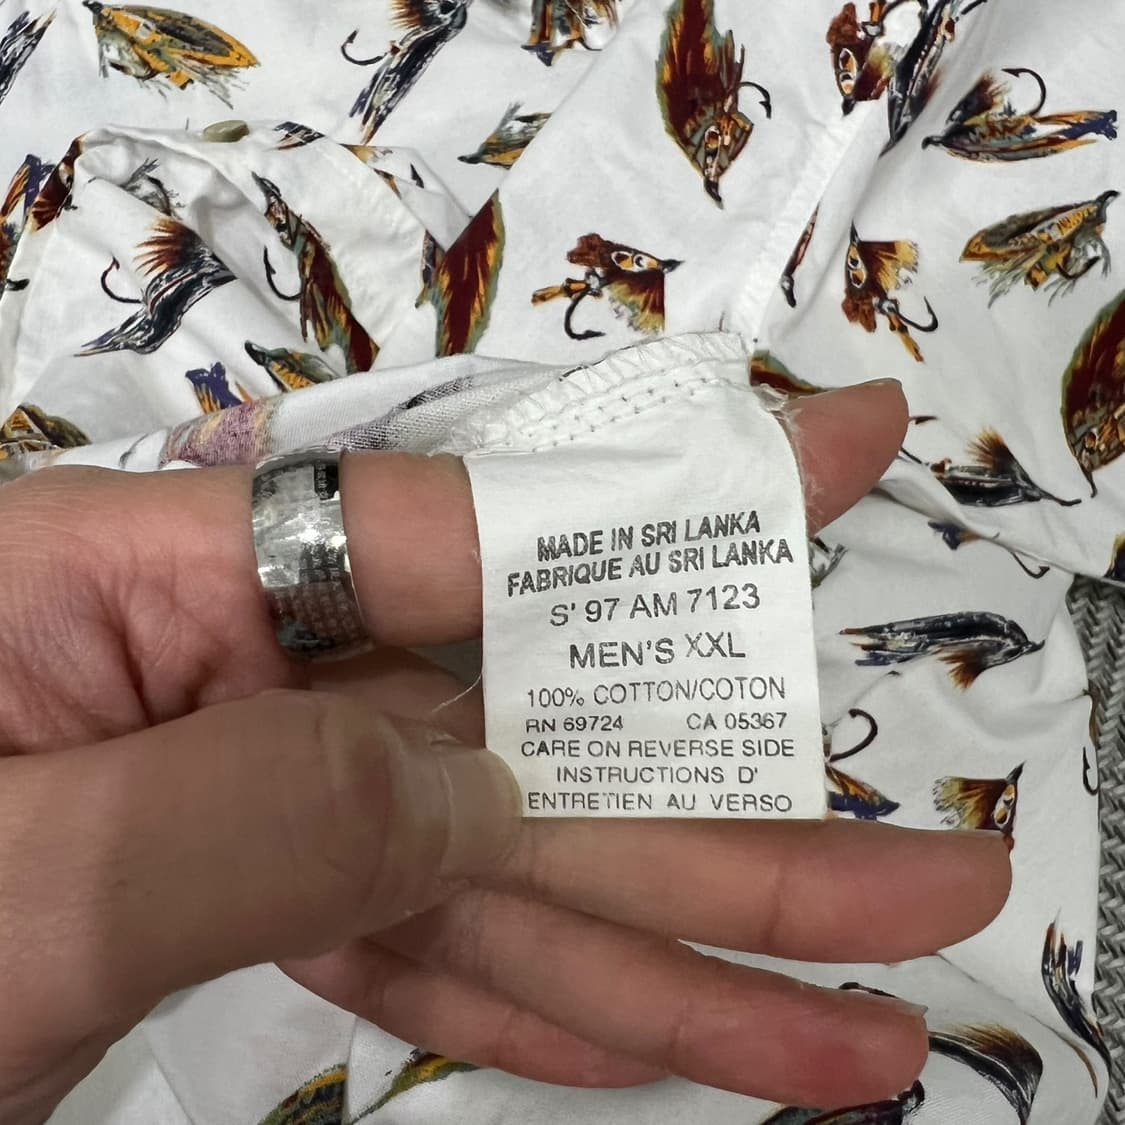 MADE IN SRI LANKA
FABRIQUE AU SRI LANKA
S' 97 AM 7123
MEN'S XXL
100% COTTON/COTON
RN 69724 CA 05367
CARE ON REVERSE SIDE
INSTRUCTIONS D'
ENTRETIEN AU VERSO